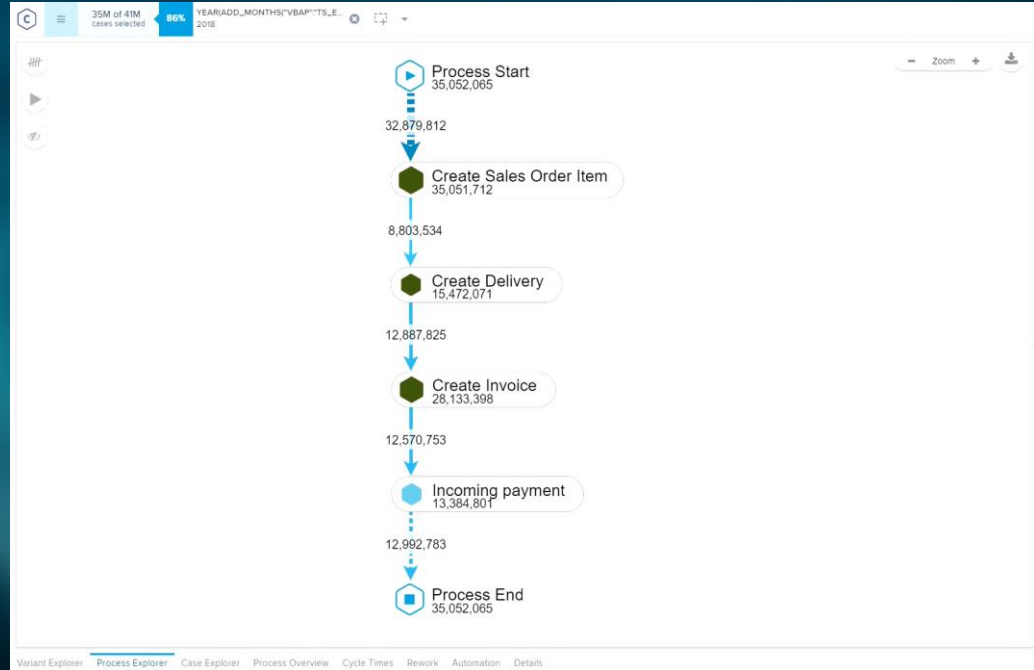 C
35M of 41M
cases selected
86%
YEAR(ADD_MONTHS("VBAP"."TS_E...
2018
Zoom
Process Start
35,052,065
32,879,812
Create Sales Order Item
35,051,712
8,803,534
Create Delivery
15,472,071
12,887,825
Create Invoice
28,133,398
12,570,753
Incoming payment
13,384,801
12,992,783
Process End
35,052,065
Variant Explorer Process Explorer Case Explorer Process Overview Cycle Times Rework Automation Details